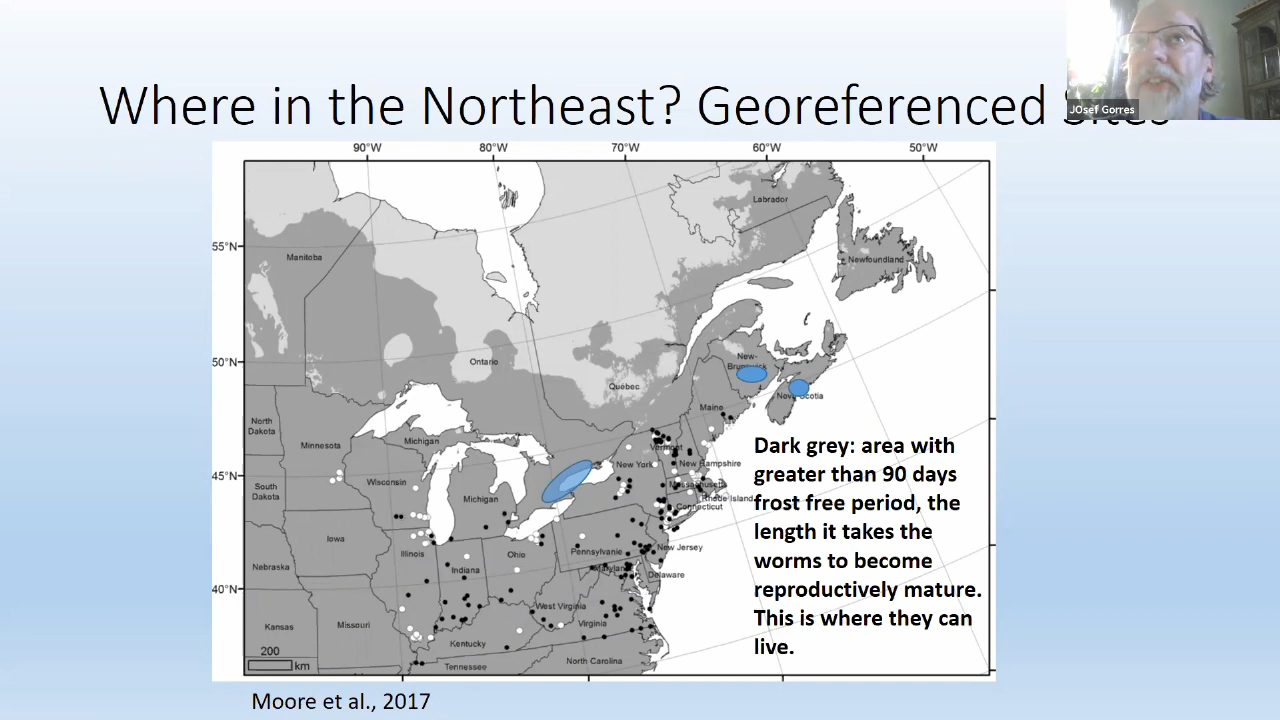 Where in the Northeast? Georeferenced Sites
JOsef Gorres
90°W 80°W 70°W 60°W 50°W
Labrador
55°N
Manitoba
Newfoundland
50°N
Ontario
New-
Brunswick
Quebec
Nova Scotia
Maine
North
Dakota
Minnesota
Michigan
Vermont
New York
New Hampshire
45°N
South
Dakota
Wisconsin
Michigan
Massachusetts
Rhode Island
Connecticut
Iowa
Illinois
Ohio
Pennsylvanie
New Jersey
Nebraska
Indiana
Maryland
Delaware
40°N
West Virginia
Kansas
Missouri
Virginia
Kentucky
200
km
Tennessee
North Carolina
Dark grey: area with
greater than 90 days
frost free period, the
length it takes the
worms to become
reproductively mature.
This is where they can
live.
Moore et al., 2017